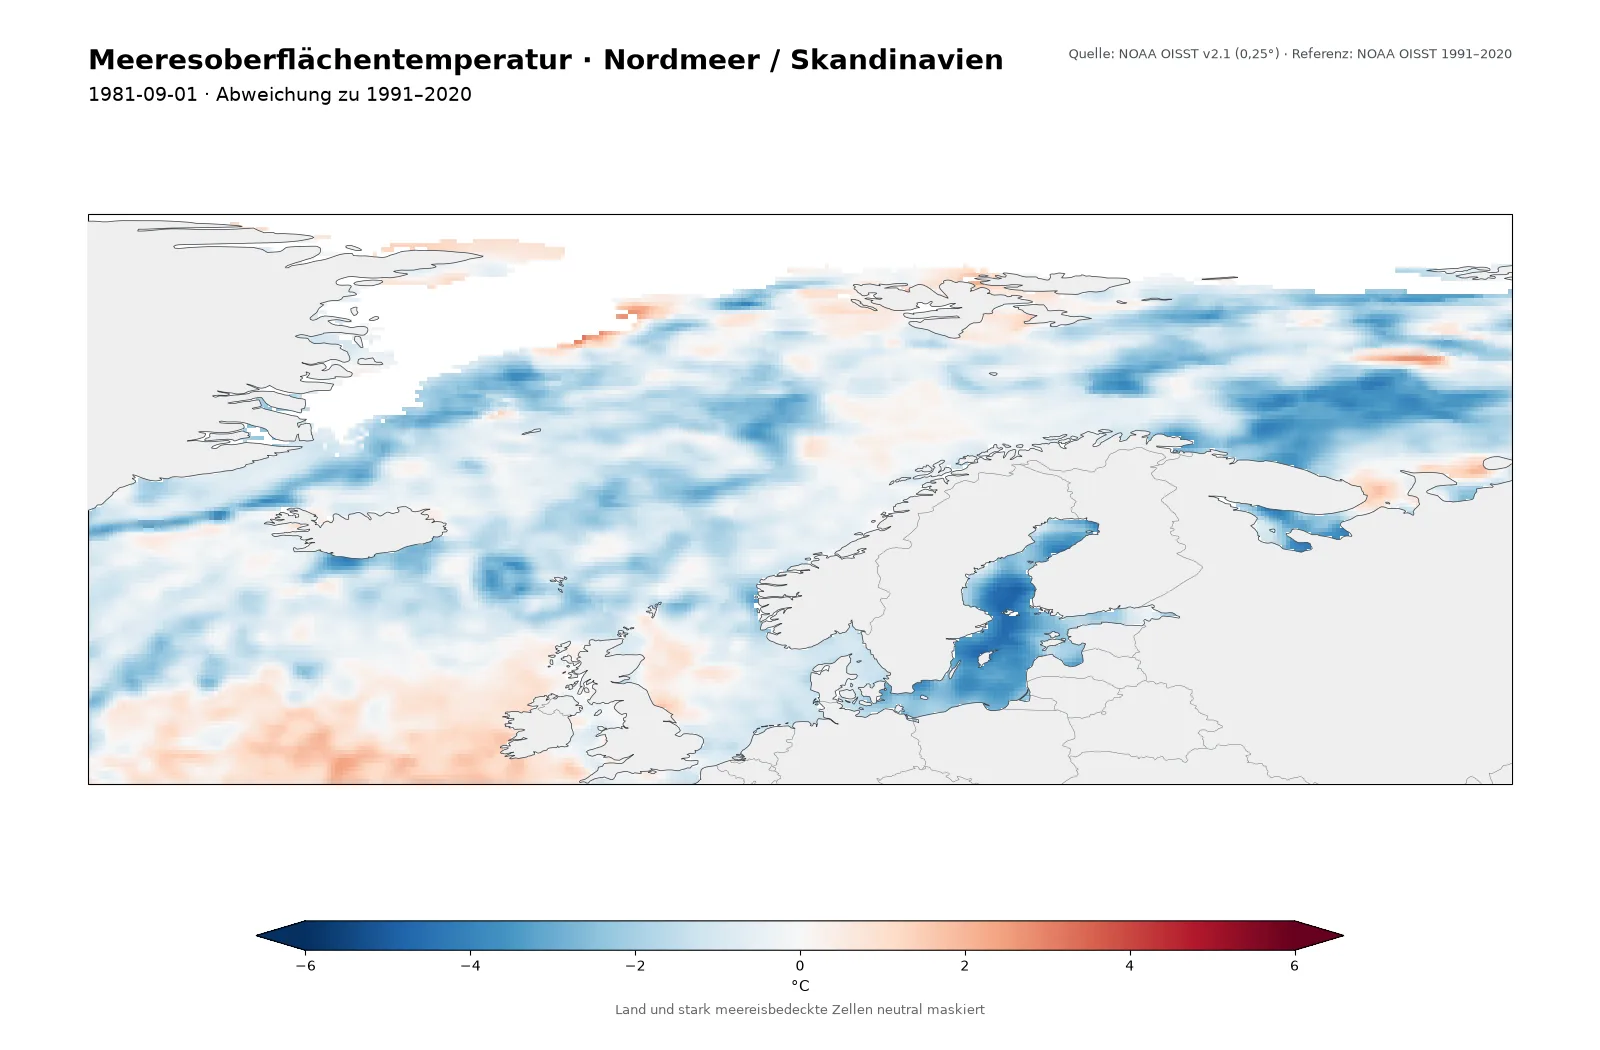 Meeresoberflächentemperatur · Nordmeer / Skandinavien
Quelle: NOAA OISST v2.1 (0,25°) · Referenz: NOAA OISST 1991–2020
1981-09-01 · Abweichung zu 1991–2020
−6 −4 −2 0 2 4 6
°C
Land und stark meereisbedeckte Zellen neutral maskiert